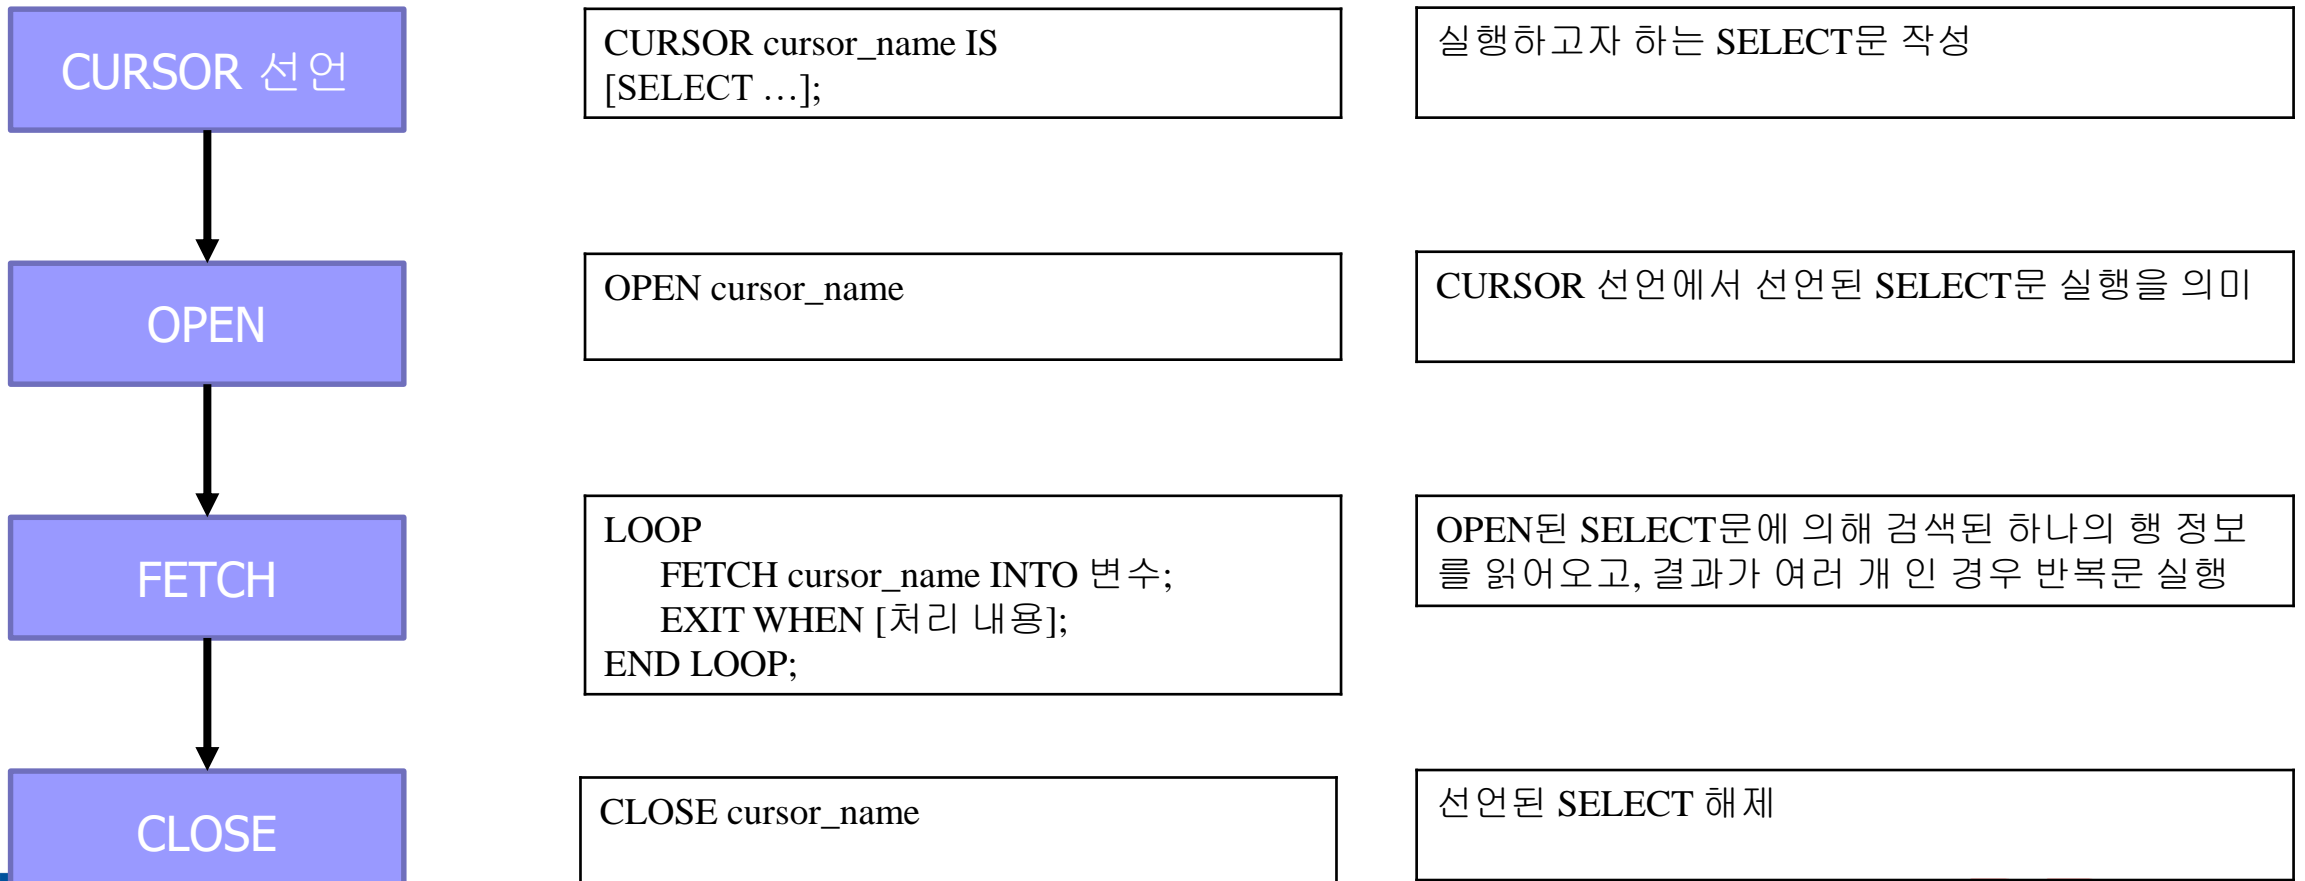 CURSOR 선언
CURSOR cursor_name IS
[SELECT …];
실행하고자 하는 SELECT문 작성
OPEN
OPEN cursor_name
CURSOR 선언에서 선언된 SELECT문 실행을 의미
FETCH
LOOP
FETCH cursor_name INTO 변수;
EXIT WHEN [처리 내용];
END LOOP;
OPEN된 SELECT문에 의해 검색된 하나의 행 정보
를 읽어오고, 결과가 여러 개 인 경우 반복문 실행
CLOSE
CLOSE cursor_name
선언된 SELECT 해제